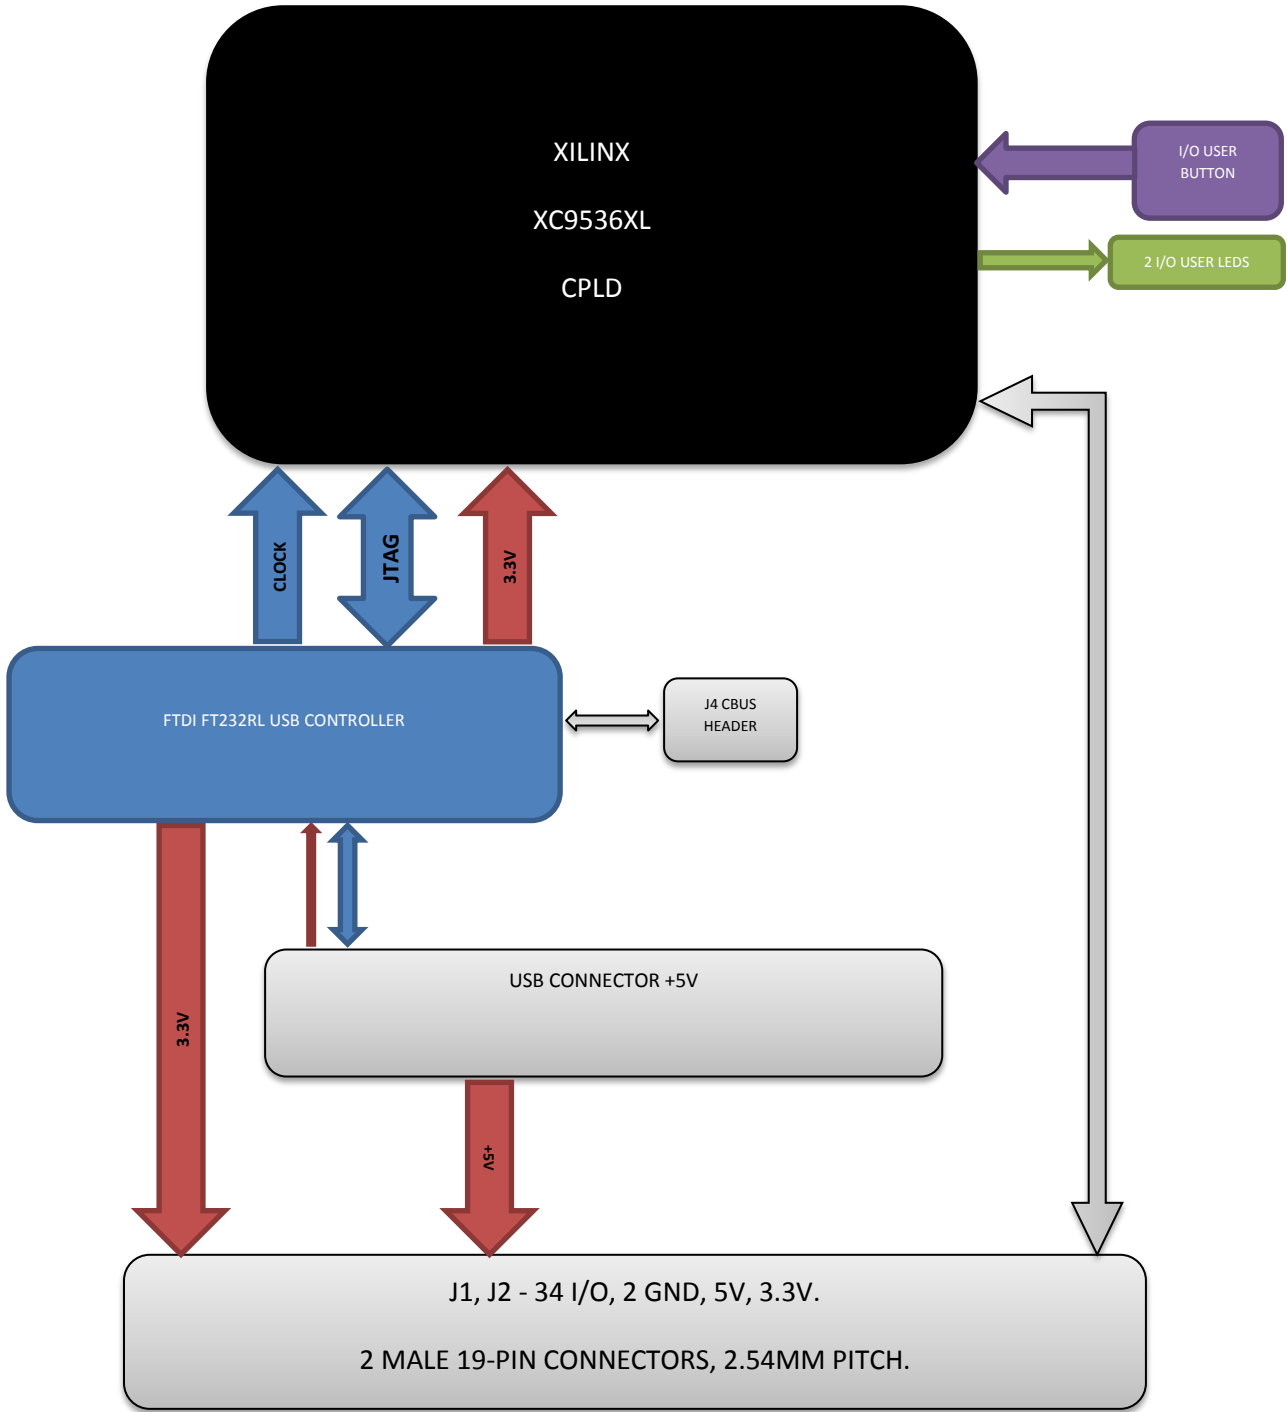 XILINX
XC9536XL
CPLD
I/O USER
BUTTON
2 I/O USER LEDS
CLOCK
JTAG
3.3V
FTDI FT232RL USB CONTROLLER
J4 CBUS
HEADER
USB CONNECTOR +5V
3.3V
+5V
J1, J2 - 34 I/O, 2 GND, 5V, 3.3V.
2 MALE 19-PIN CONNECTORS, 2.54MM PITCH.